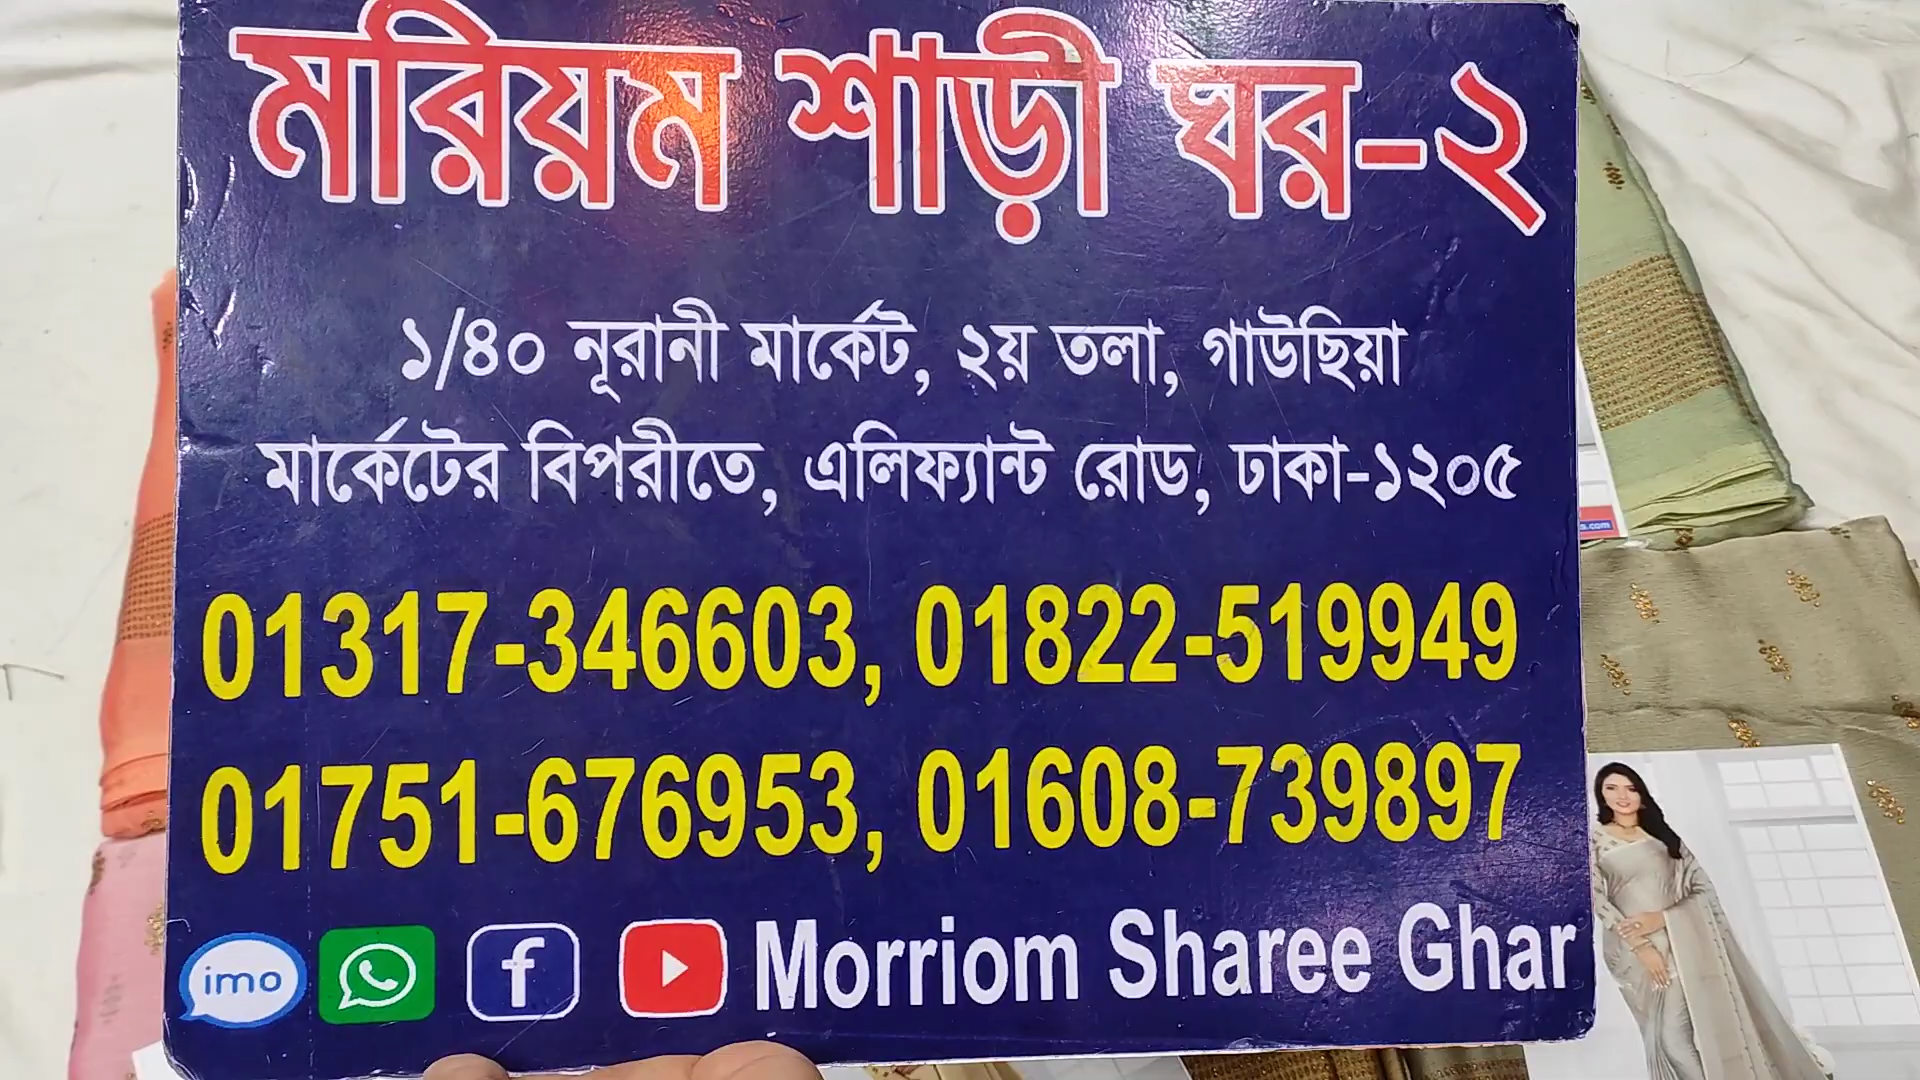 মরিয়ম শাড়ী ঘর-২
১/৪০ নূরানী মার্কেট, ২য় তলা, গাউছিয়া
মার্কেটের বিপরীতে, এলিফ্যান্ট রোড, ঢাকা-১২০৫
01317-346603, 01822-519949
01751-676953, 01608-739897
imo f Morriom Sharee Ghar